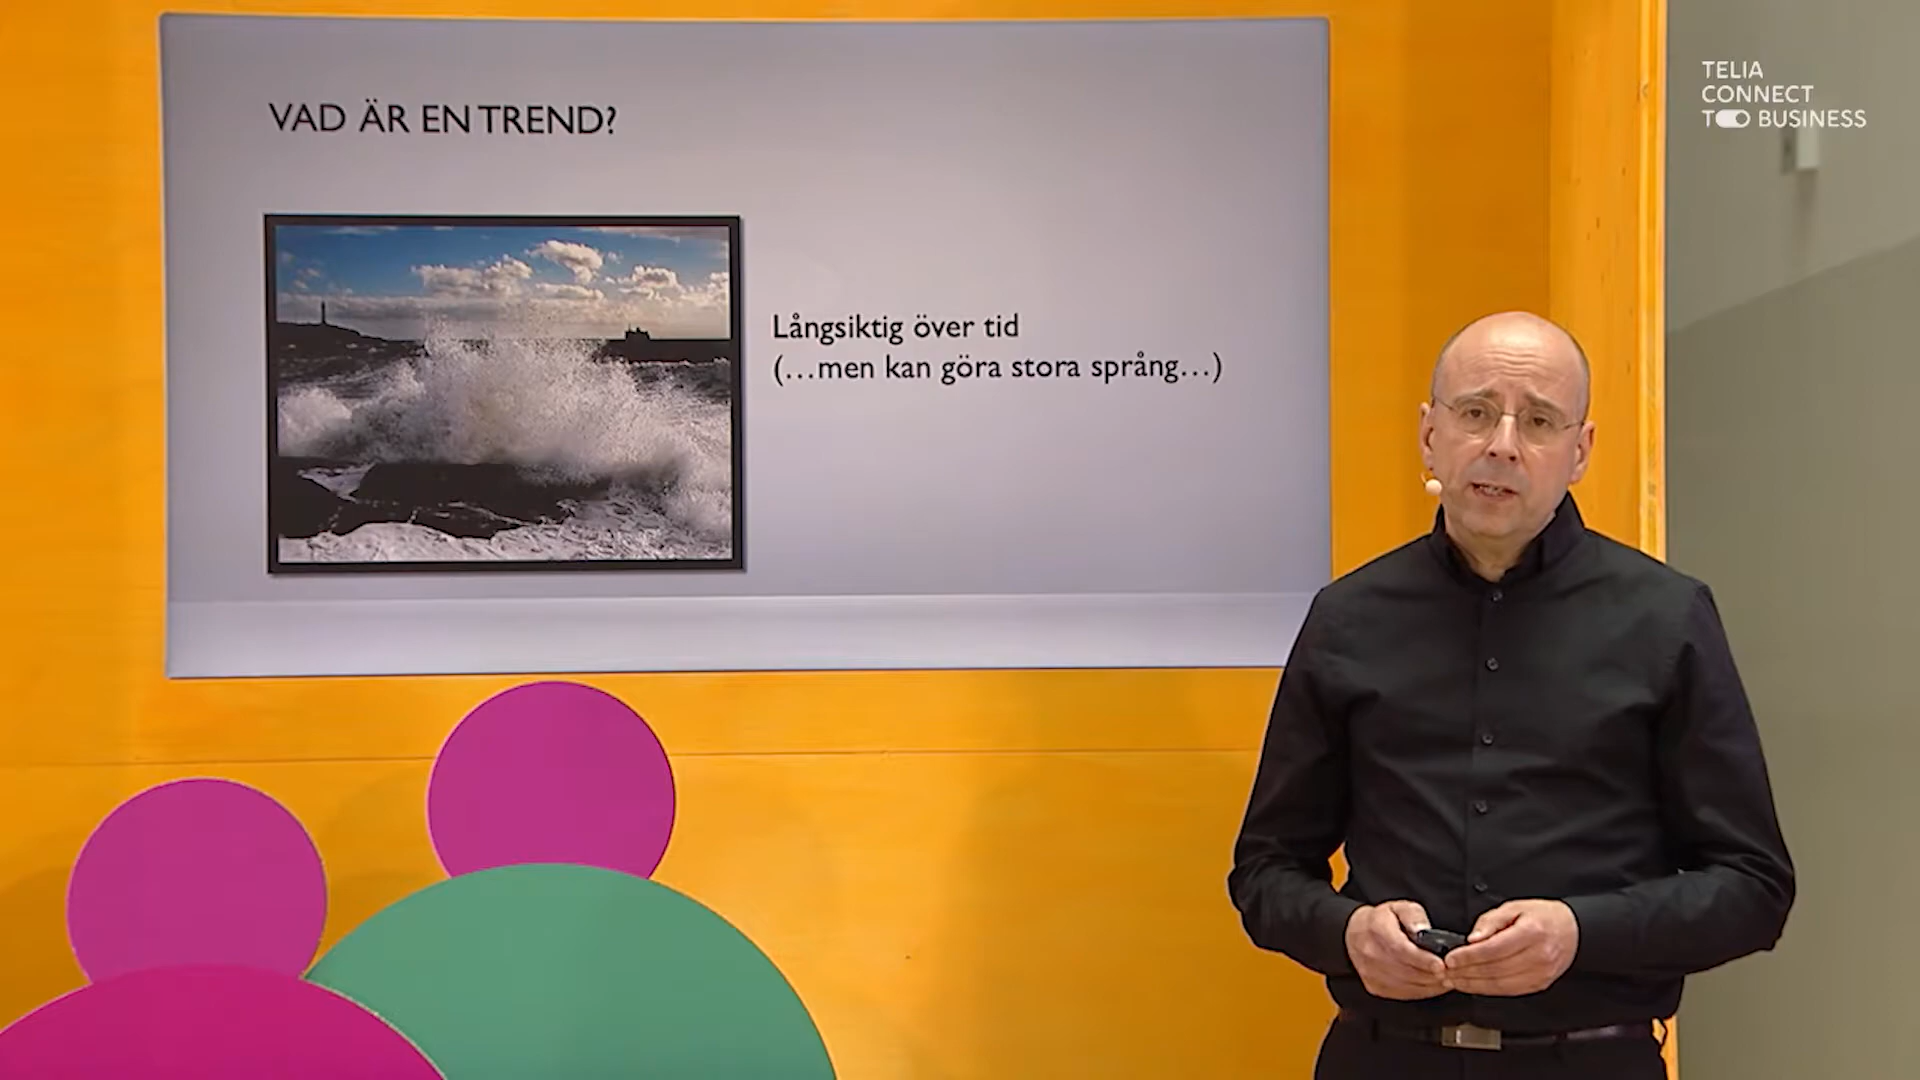 VAD ÄR EN TREND?
Långsiktig över tid
(...men kan göra stora språng...)
TELIA
CONNECT
TO BUSINESS